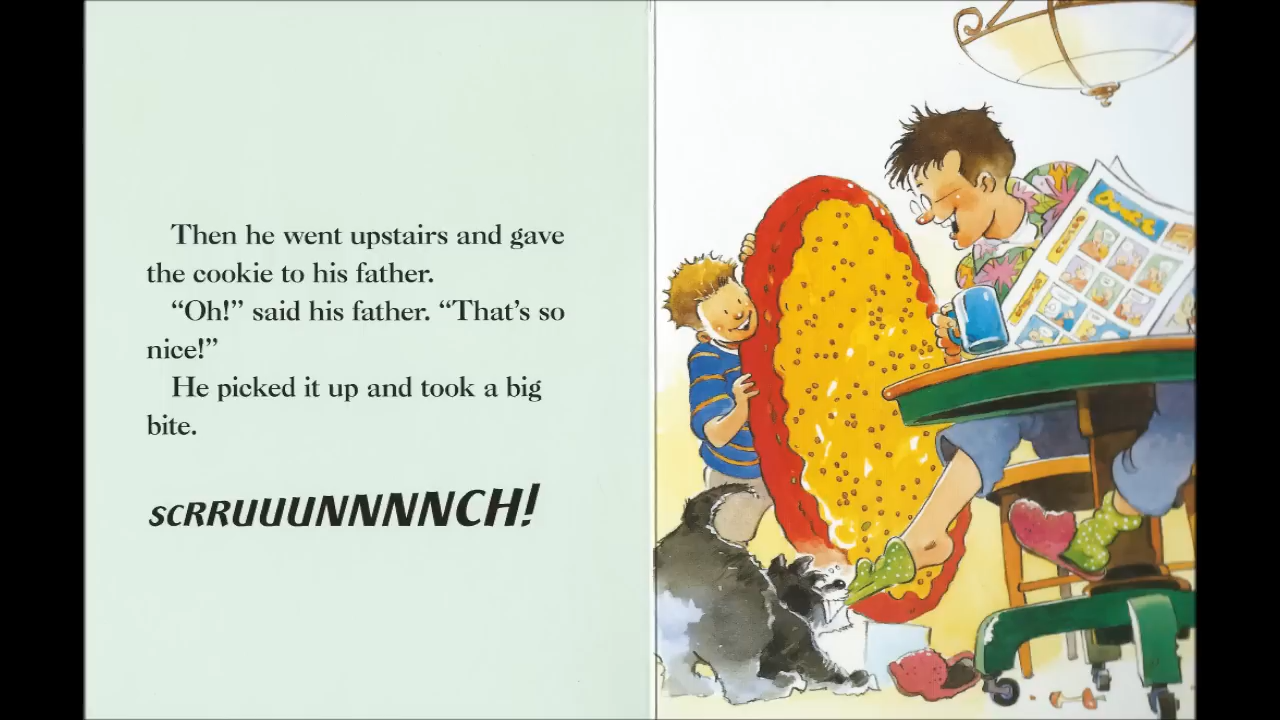 Then he went upstairs and gave
the cookie to his father.
“Oh!” said his father. “That’s so
nice!”
He picked it up and took a big
bite.
SCRRUUUNNNNCH!